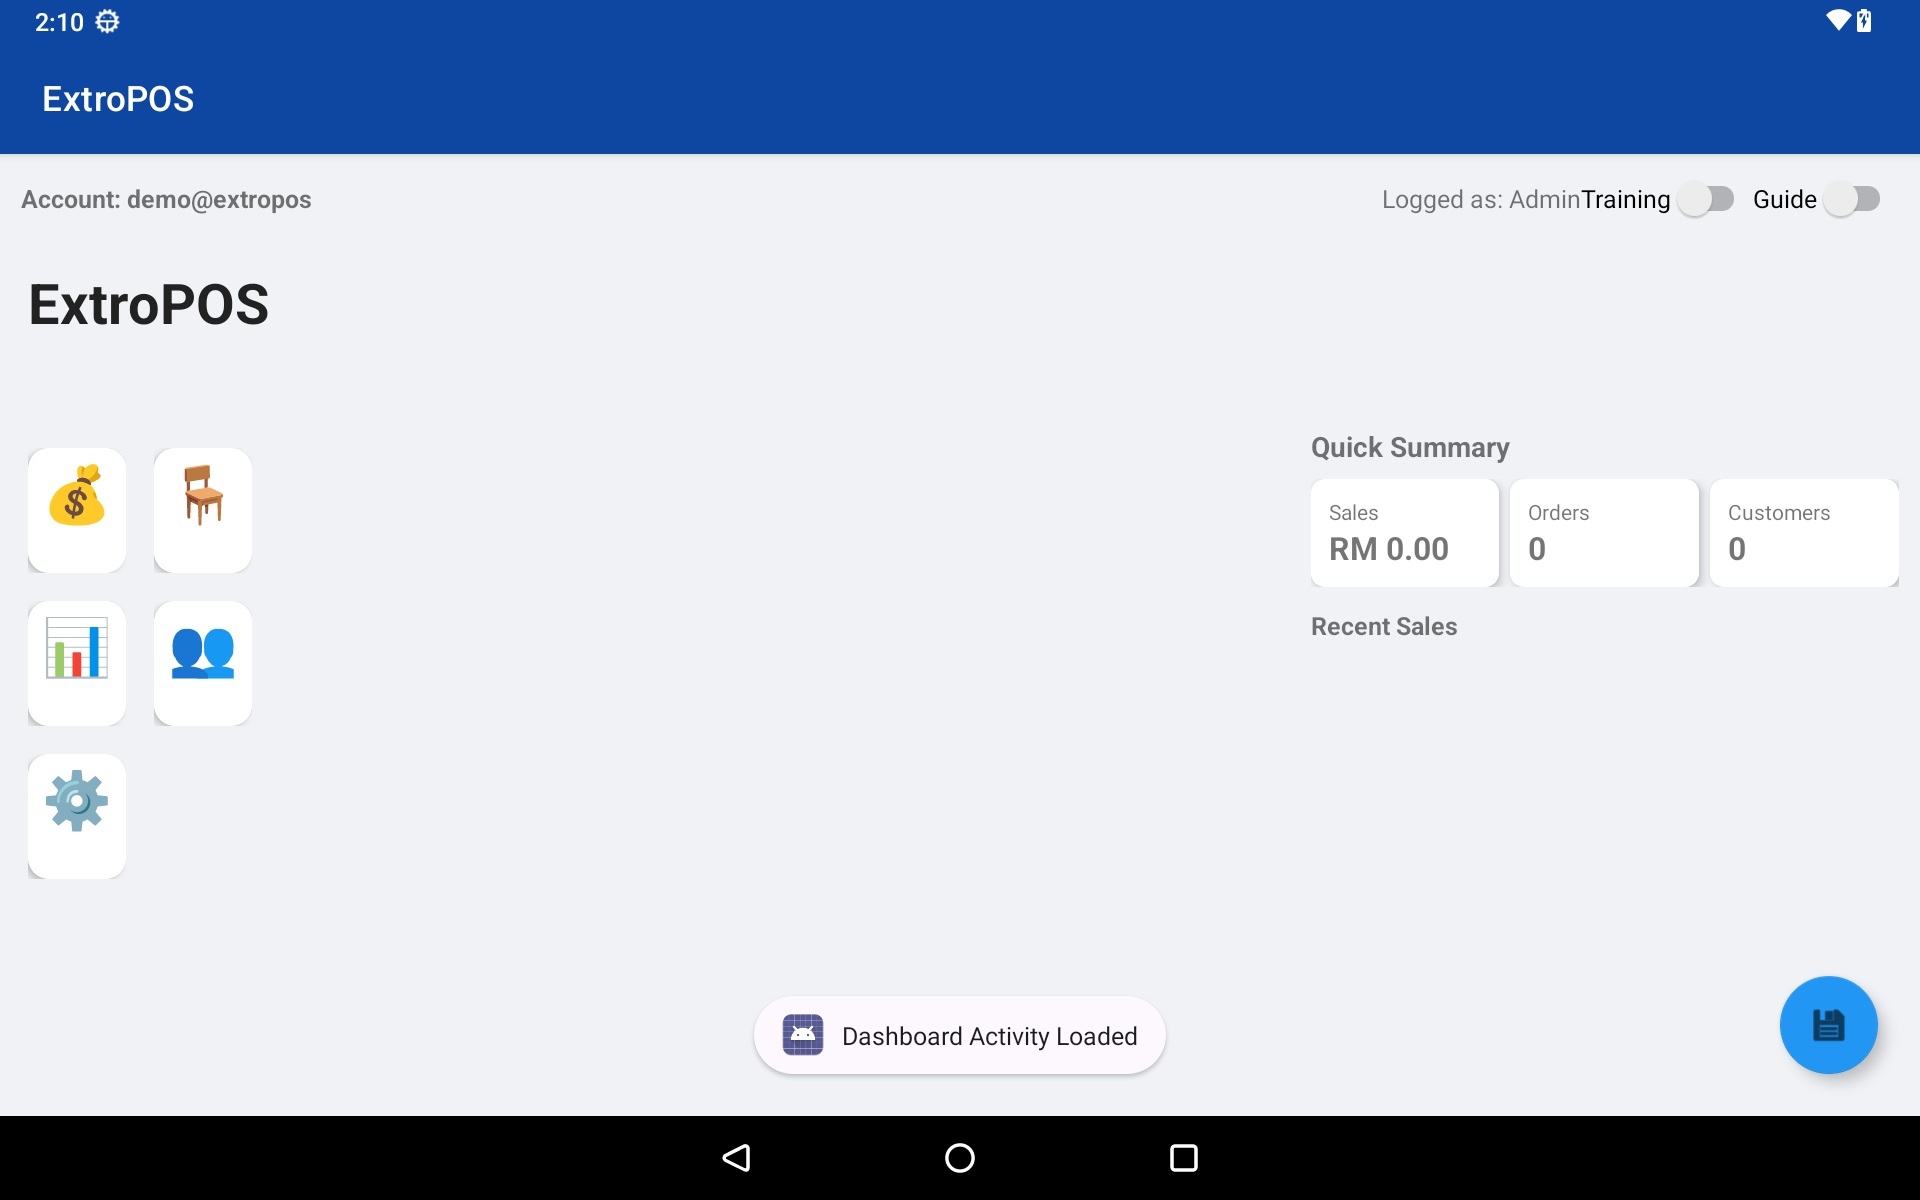 2:10
ExtroPOS
Account: demo@extropos
Logged as: Admin Training Guide
ExtroPOS
Quick Summary
Sales
RM 0.00
Orders
0
Customers
0
Recent Sales
Dashboard Activity Loaded